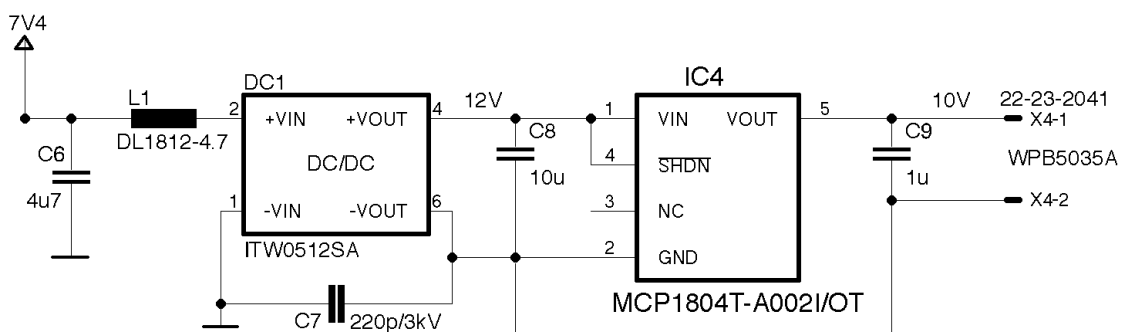 7V4
L1
DL1812-4.7
C6
4u7
DC1
2 +VIN +VOUT 4
DC/DC
1 -VIN -VOUT 6
ITW0512SA
C7 220p/3kV
12V
C8
10u
IC4
1 VIN VOUT 5
4 SHDN
3 NC
2 GND
MCP1804T-A002I/OT
10V
C9
1u
22-23-2041
X4-1
WPB5035A
X4-2